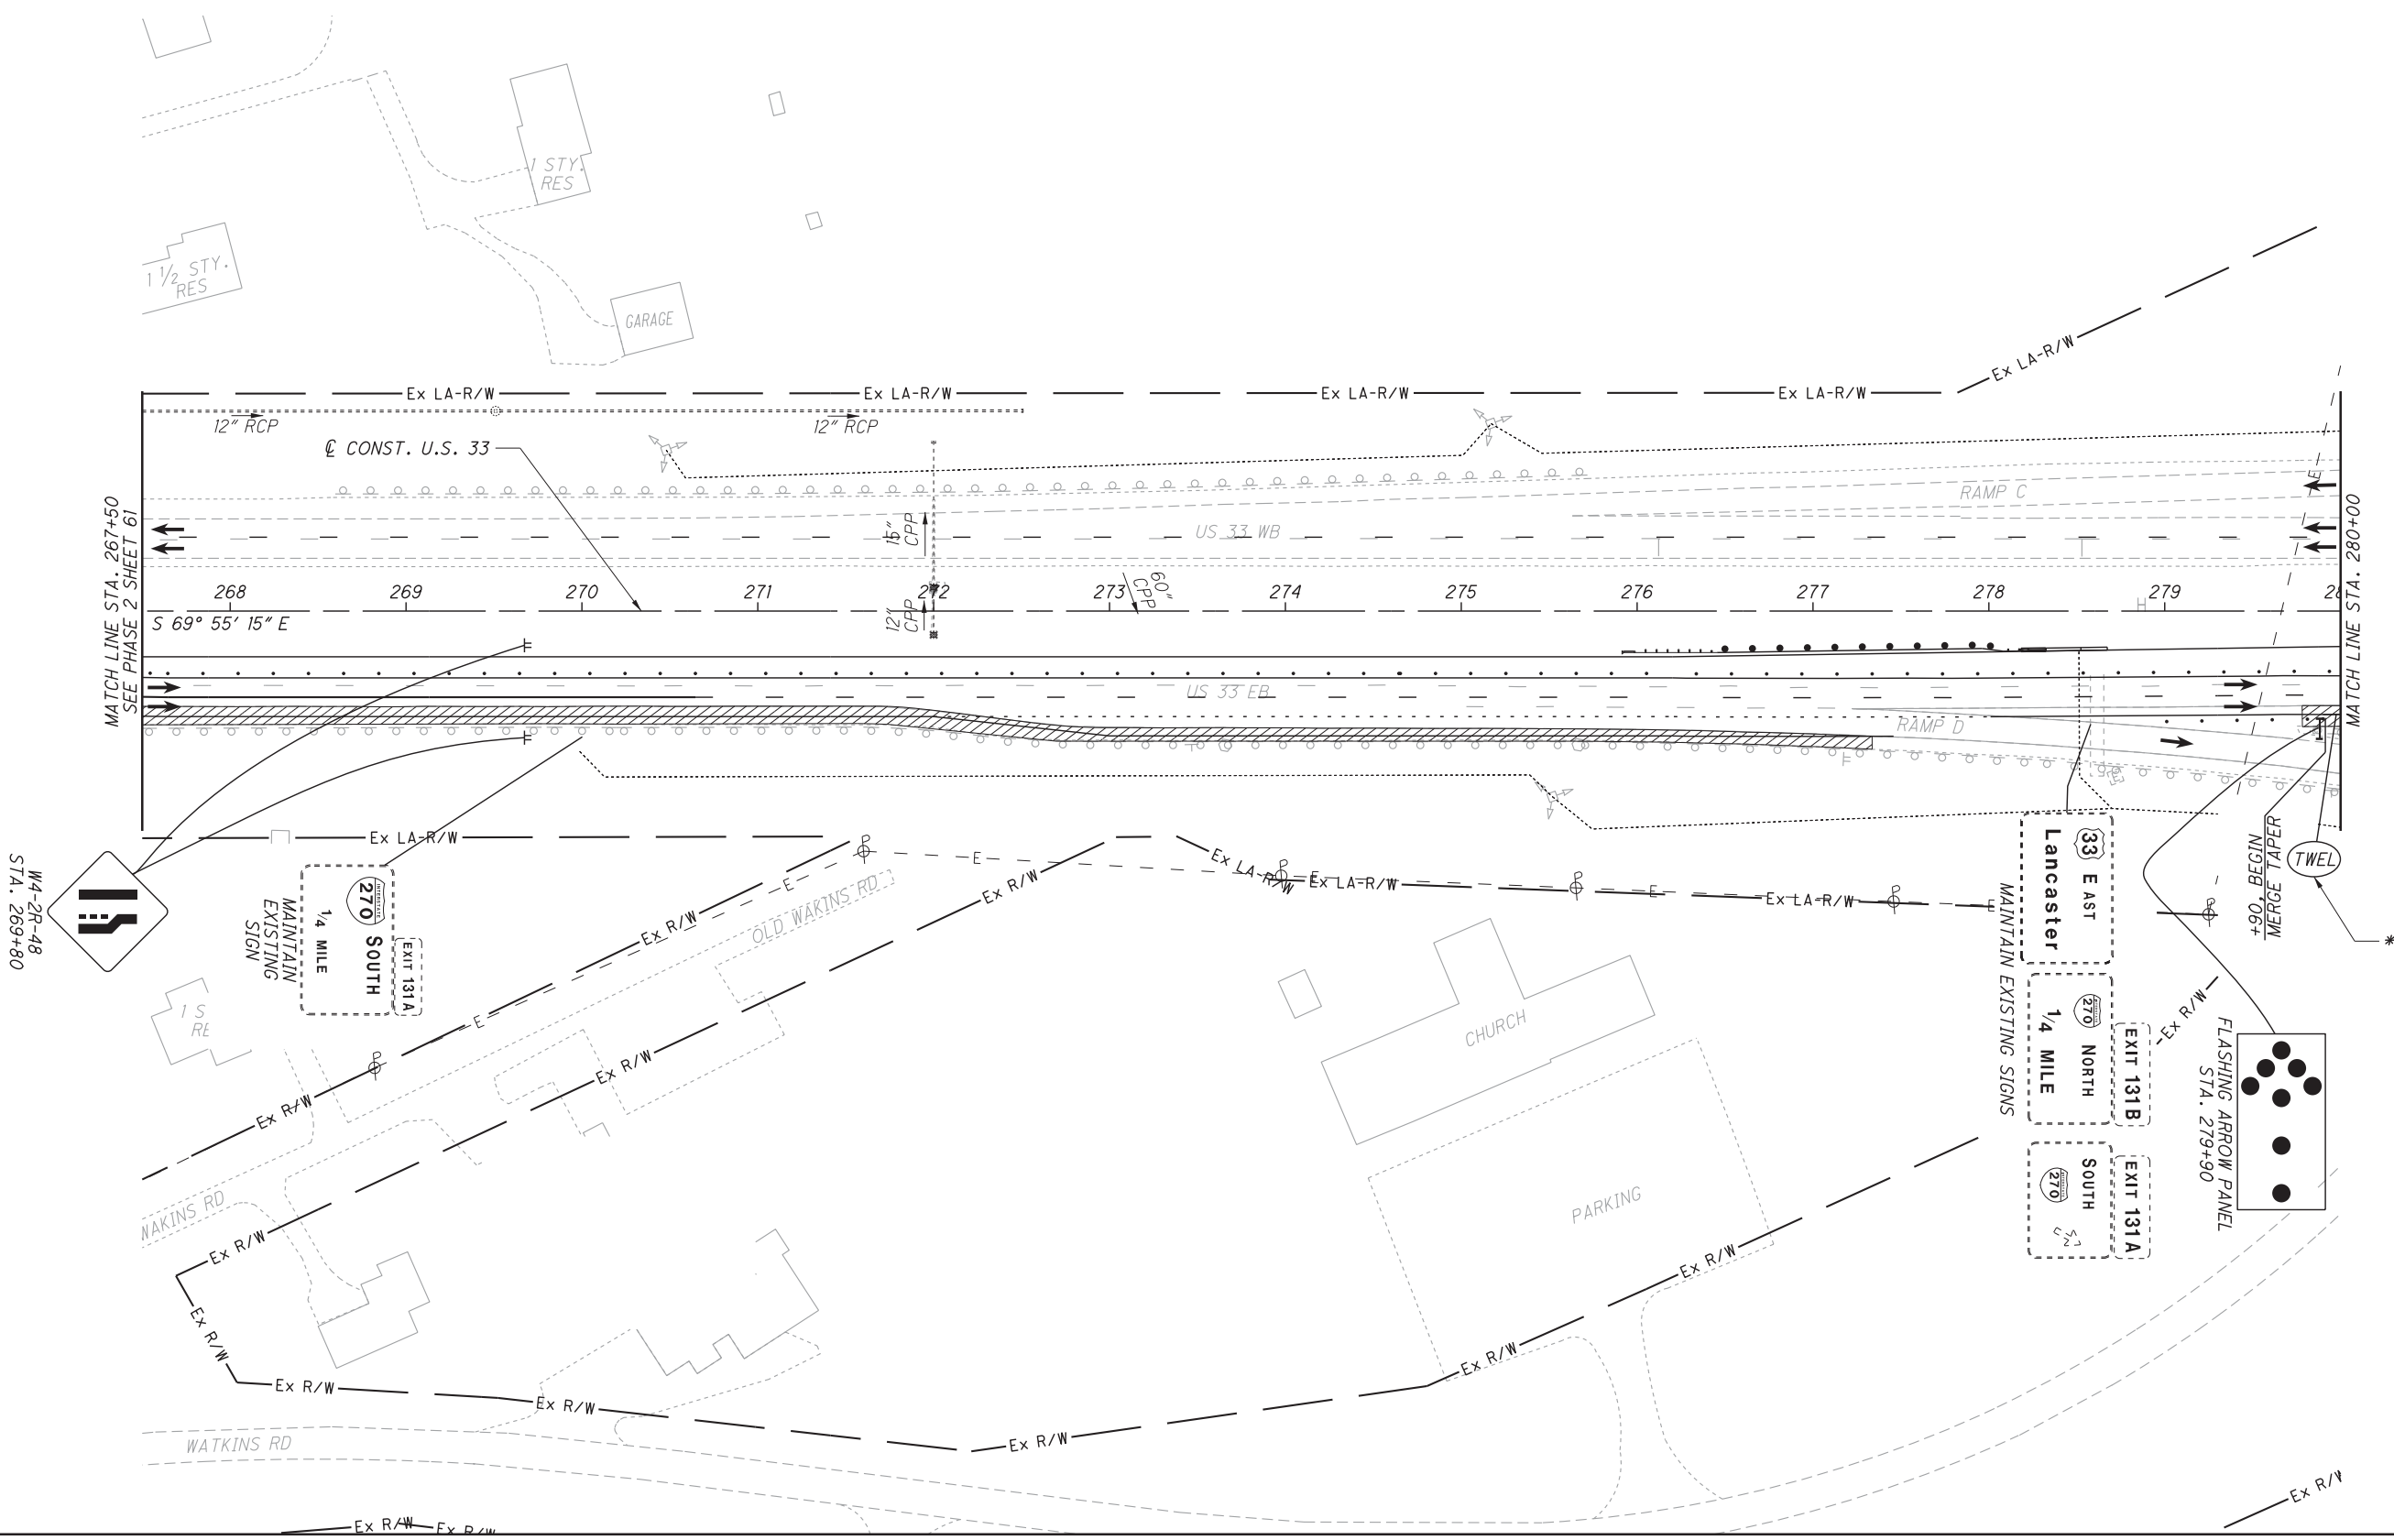 1 STY.
RES
1 1/2 STY.
RES
GARAGE
Ex LA-R/W
Ex LA-R/W
Ex LA-R/W
Ex LA-R/W
Ex LA-R/W
12" RCP
12" RCP
℄ CONST. U.S. 33
RAMP C
E
US 33 WB
15"
CPP
12"
CPP
60"
CPP
MATCH LINE STA. 267+50
SEE PHASE 2 SHEET 61
MATCH LINE STA. 280+00
268
269
270
271
272
273
274
275
276
277
278
279
S 69° 55' 15" E
US 33 EB
RAMP D
Ex LA-R/W
Ex LA-R/W
Ex LA-R/W
Ex LA-R/W
E
E
E
E
E
E
W4-2R-48
STA. 269+80
MAINTAIN
EXISTING
SIGN
EXIT 131A
INTERSTATE
270 SOUTH
1/4 MILE
OLD WAKINS RD
Ex R/W
Ex R/W
Ex R/W
Ex R/W
Ex R/W
1 S
RE
WAKINS RD
Ex R/W
Ex R/W
Ex R/W
Ex R/W
Ex R/W
Ex R/W
Ex R/W
WATKINS RD
Ex R/W
Ex R/W
CHURCH
PARKING
MAINTAIN EXISTING SIGNS
33 EAST
Lancaster
EXIT 131B
270 NORTH
1/4 MILE
EXIT 131A
SOUTH
270
+90, BEGIN
MERGE TAPER
TWEL
*
Ex R/W
FLASHING ARROW PANEL
STA. 279+90
Ex R/W